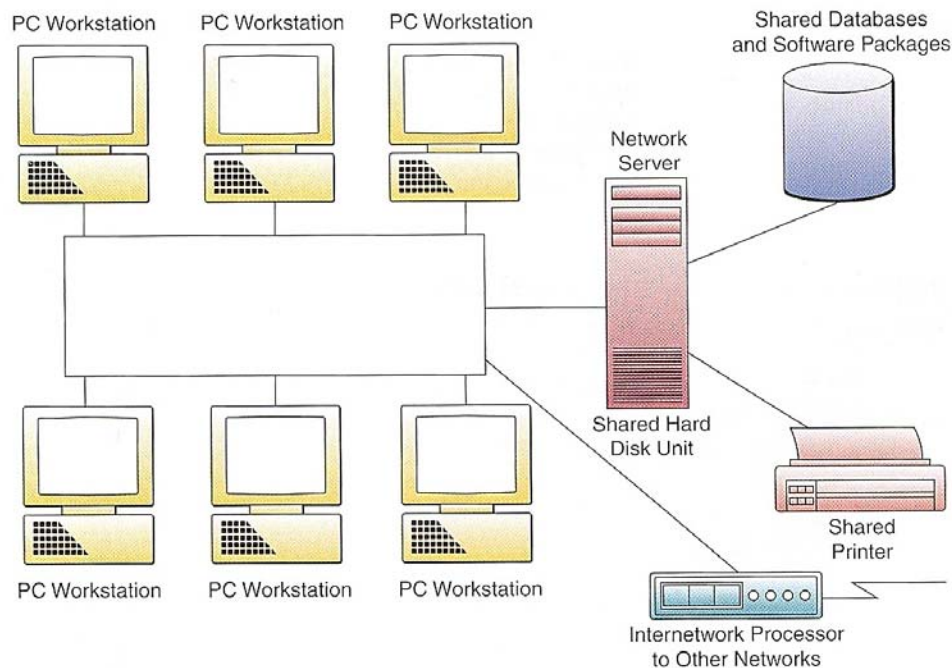 PC Workstation
PC Workstation
PC Workstation
Shared Databases
and Software Packages
Network
Server
Shared Hard
Disk Unit
Shared
Printer
PC Workstation
PC Workstation
PC Workstation
Internetwork Processor
to Other Networks